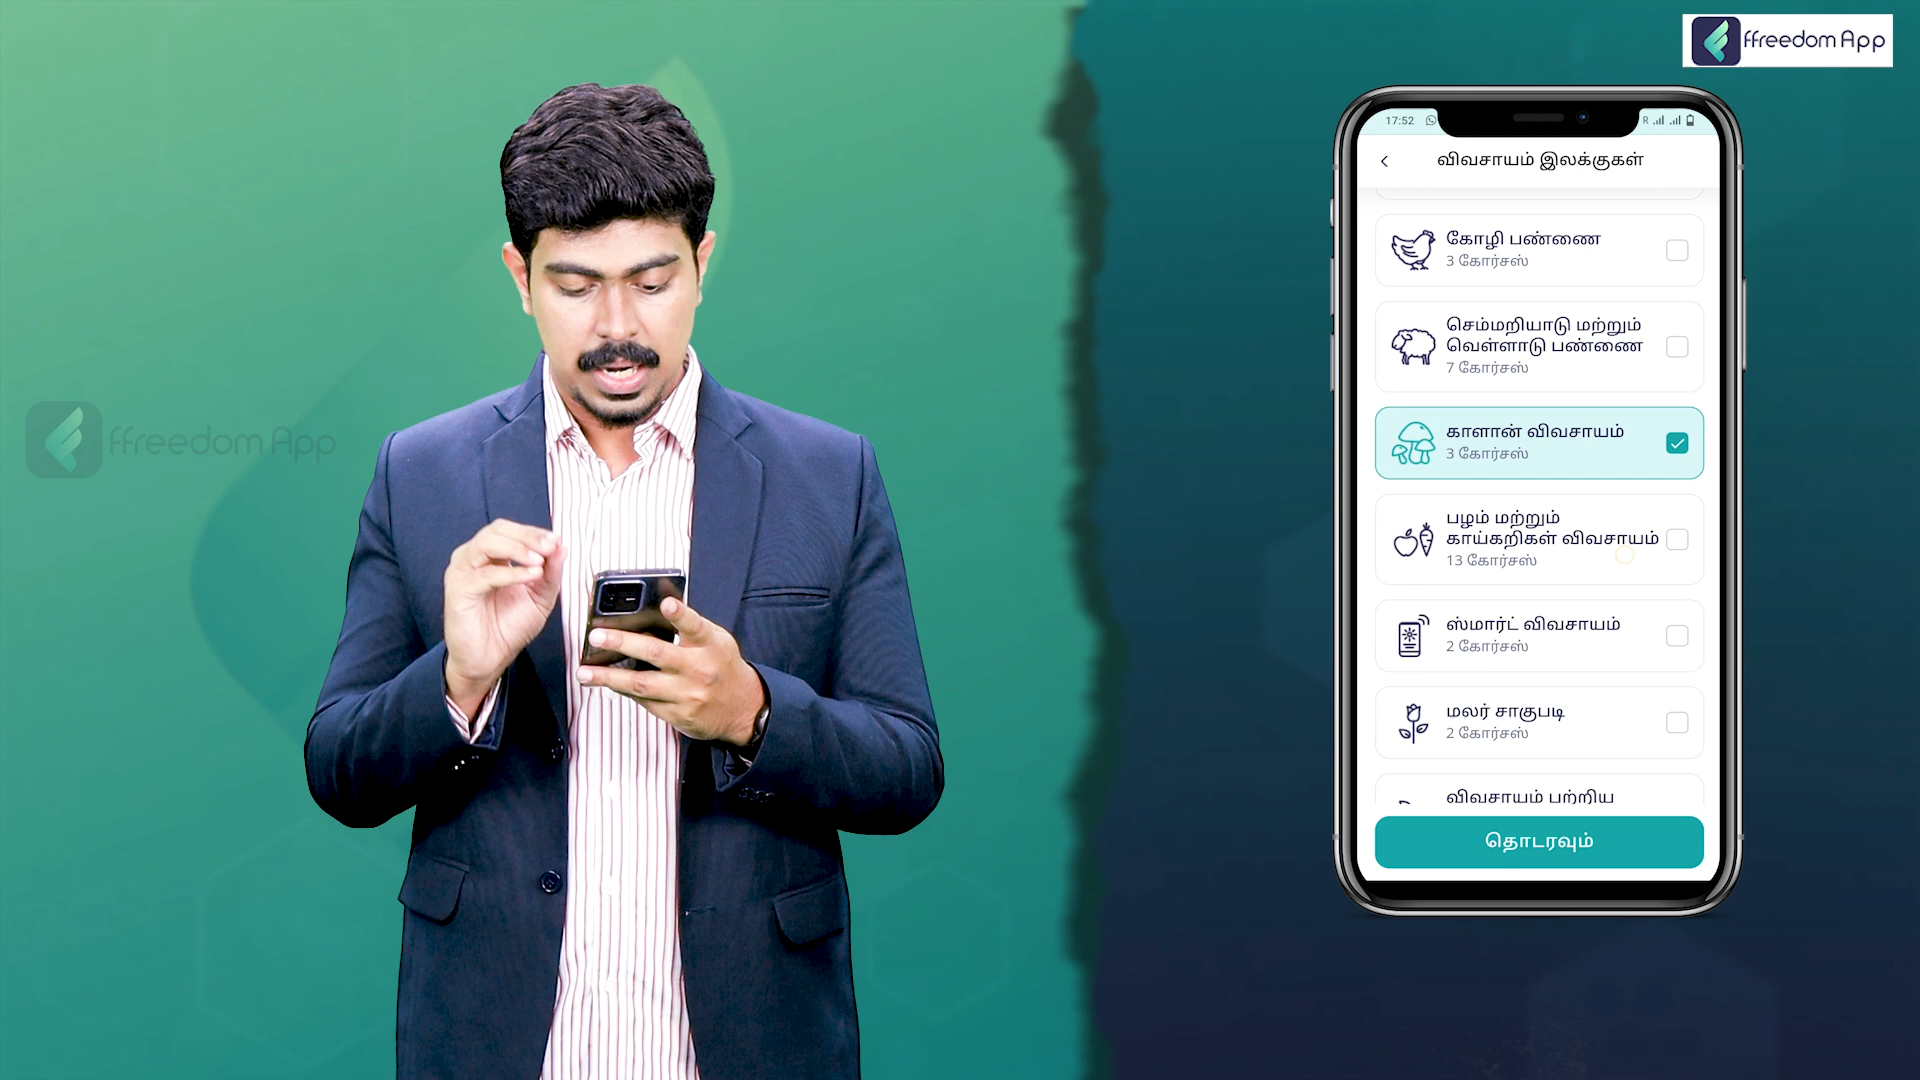 ffreedom App
ffreedom App
17:52
R
விவசாயம் இலக்குகள்
கோழி பண்ணை
3 கோர்சஸ்
செம்மறியாடு மற்றும்
வெள்ளாடு பண்ணை
7 கோர்சஸ்
காளான் விவசாயம்
3 கோர்சஸ்
பழம் மற்றும்
காய்கறிகள் விவசாயம்
13 கோர்சஸ்
ஸ்மார்ட் விவசாயம்
2 கோர்சஸ்
மலர் சாகுபடி
2 கோர்சஸ்
விவசாயம் பற்றிய
தொடரவும்